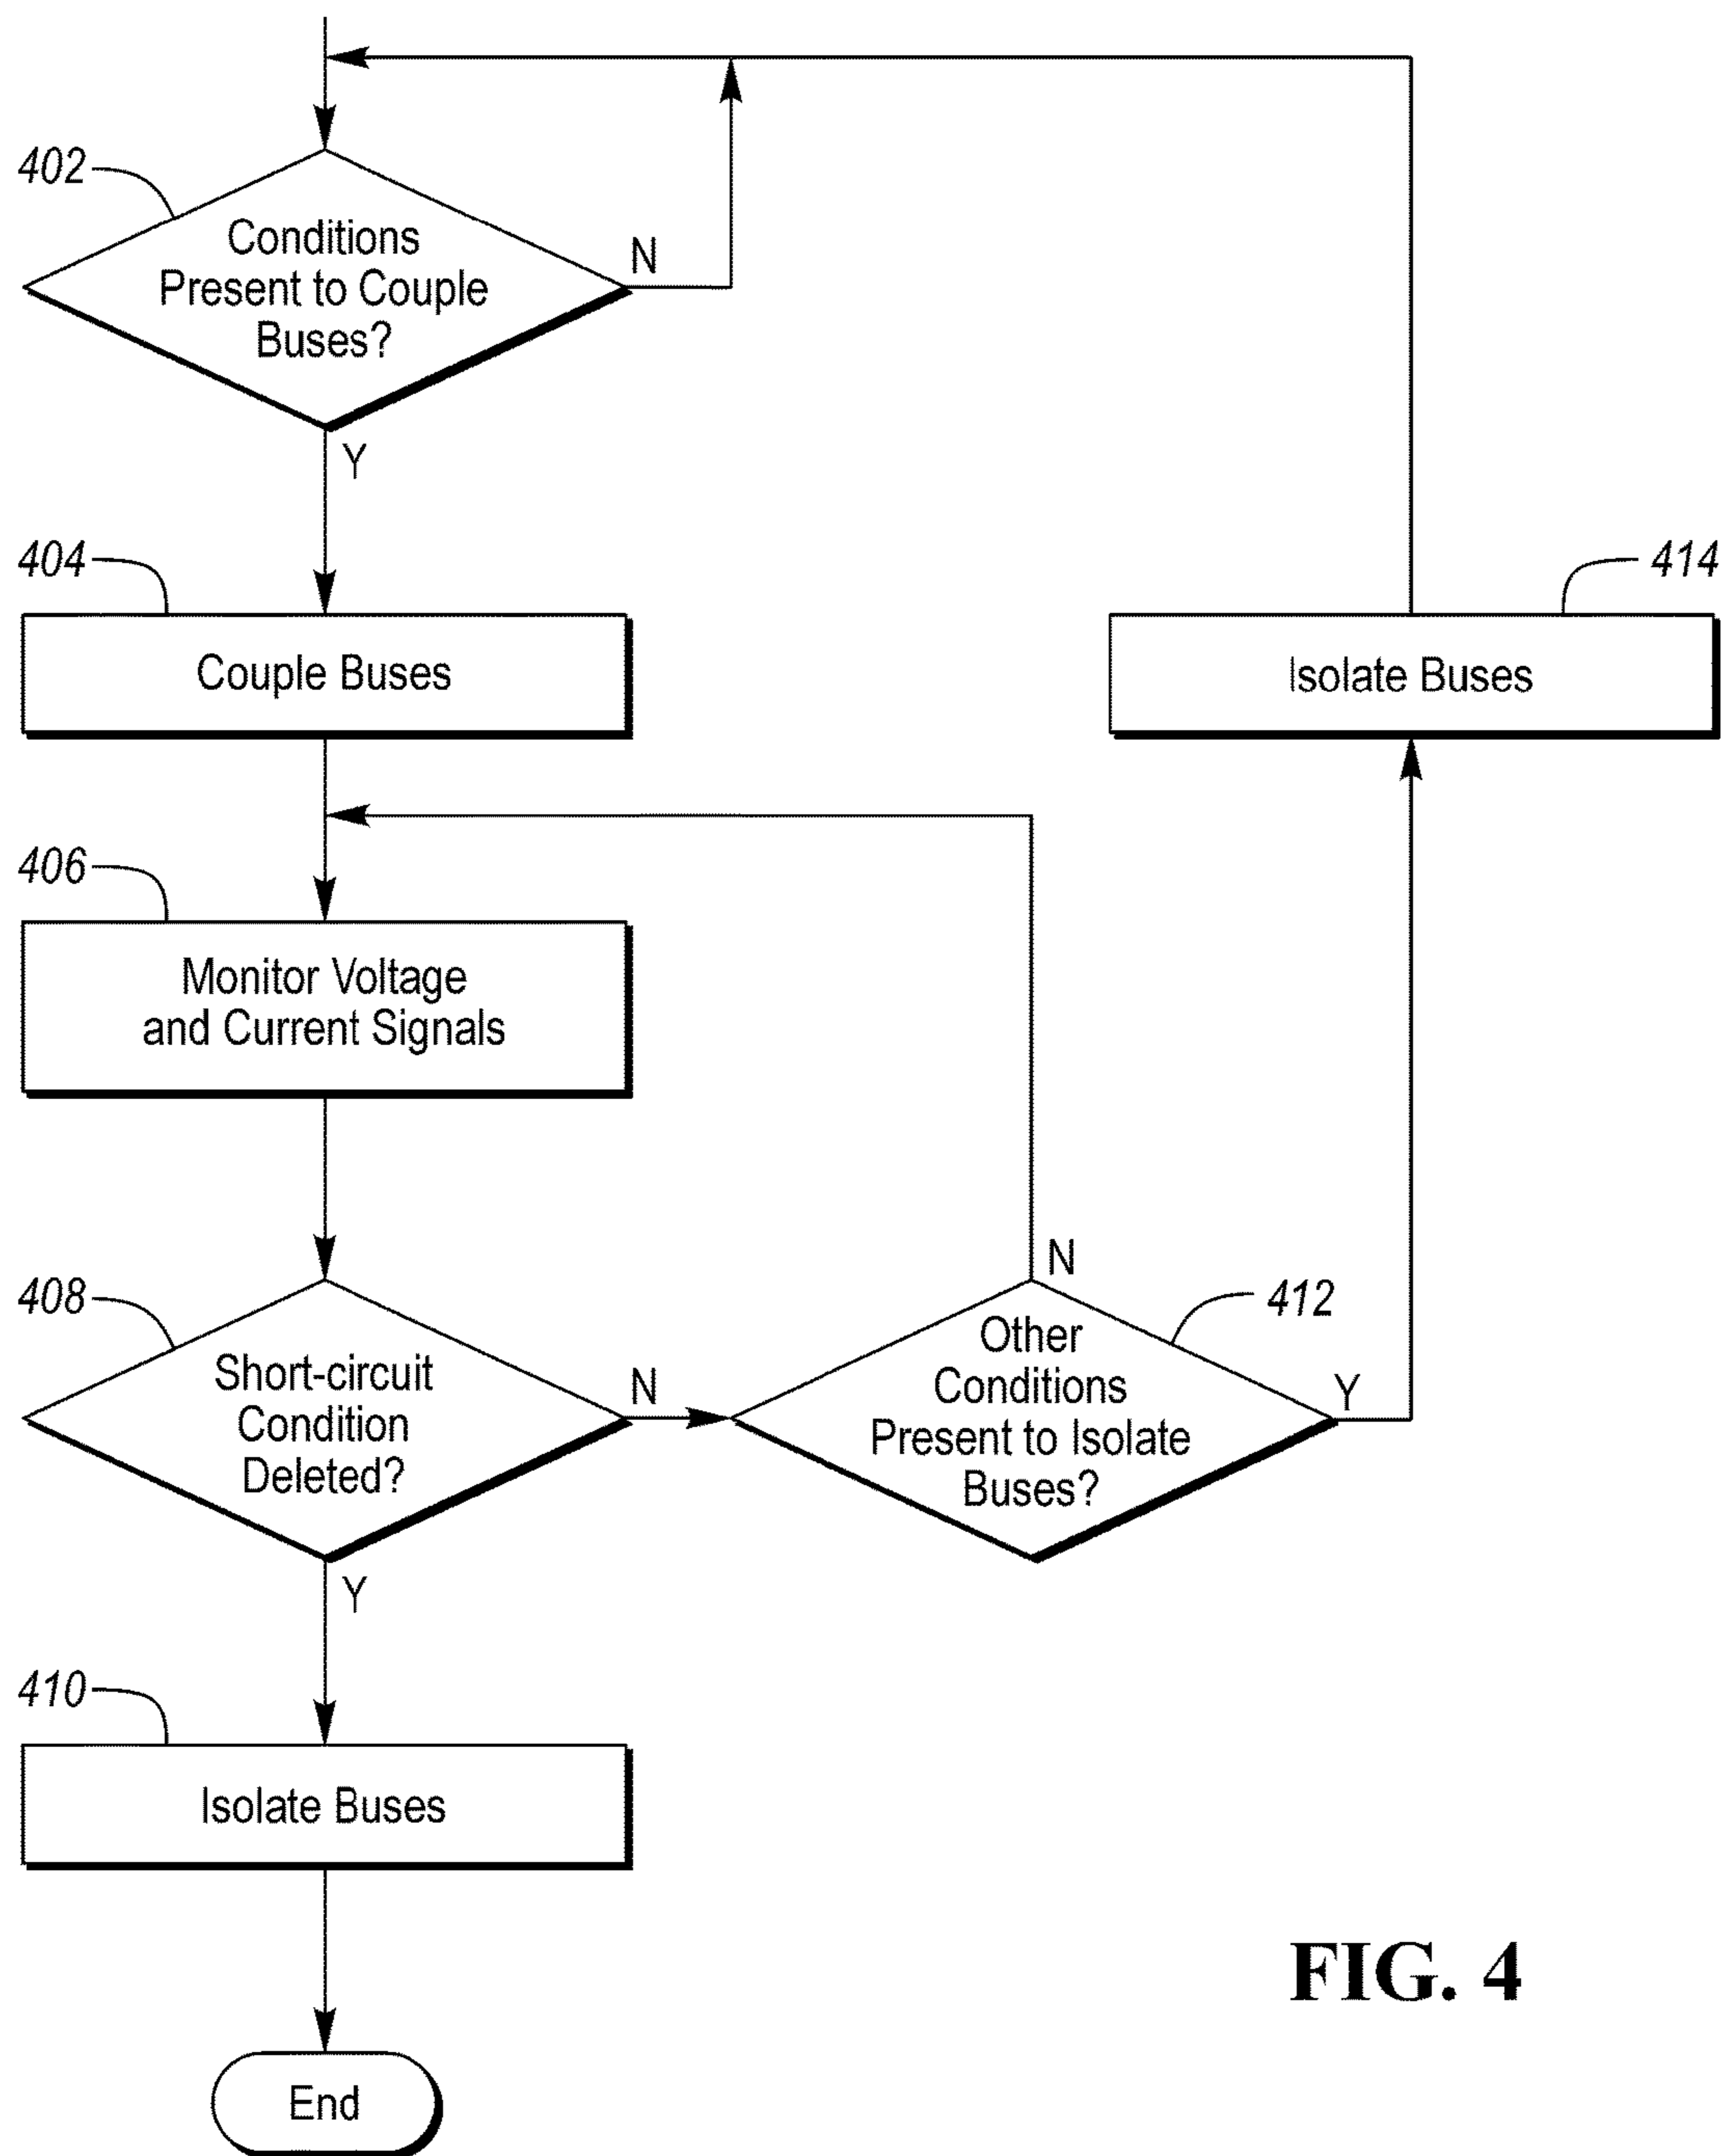 402
Conditions
Present to Couple
Buses?
N
Y
404
Couple Buses
414
Isolate Buses
406
Monitor Voltage
and Current Signals
408
Short-circuit
Condition
Deleted?
N
Y
412
Other
Conditions
Present to Isolate
Buses?
N
Y
410
Isolate Buses
End
FIG. 4